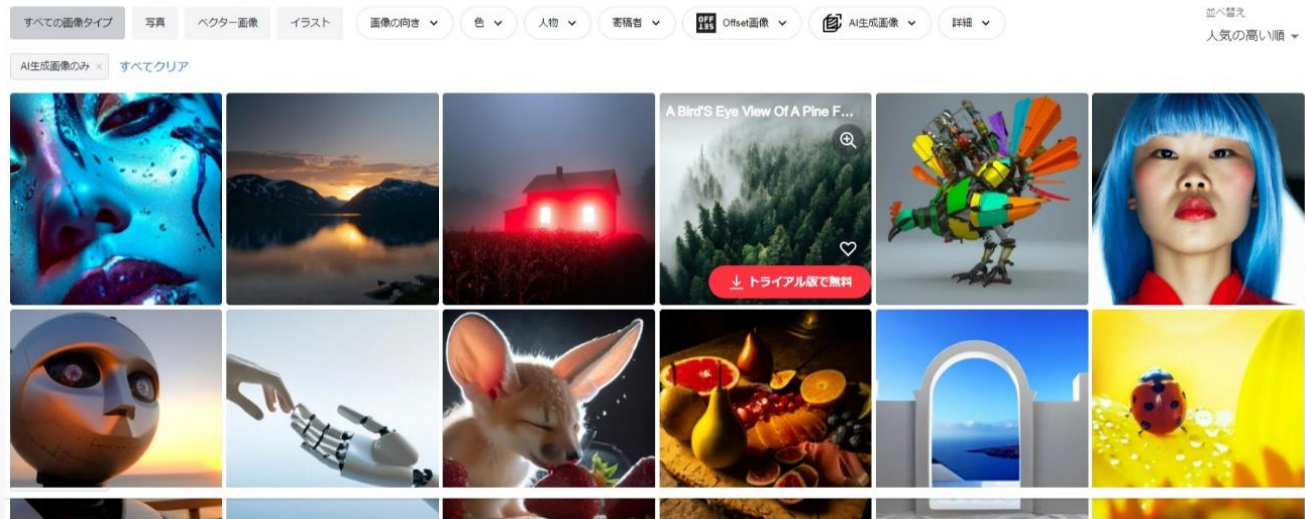 すべての画像タイプ 写真 ベクター画像 イラスト 画像の向き 色 人物 寄稿者 OFFSET Offset画像 AI生成画像 詳細
並べ替え
人気の高い順
AI生成画像のみ × すべてクリア
A Bird'S Eye View Of A Pine F...
トライアル版で無料